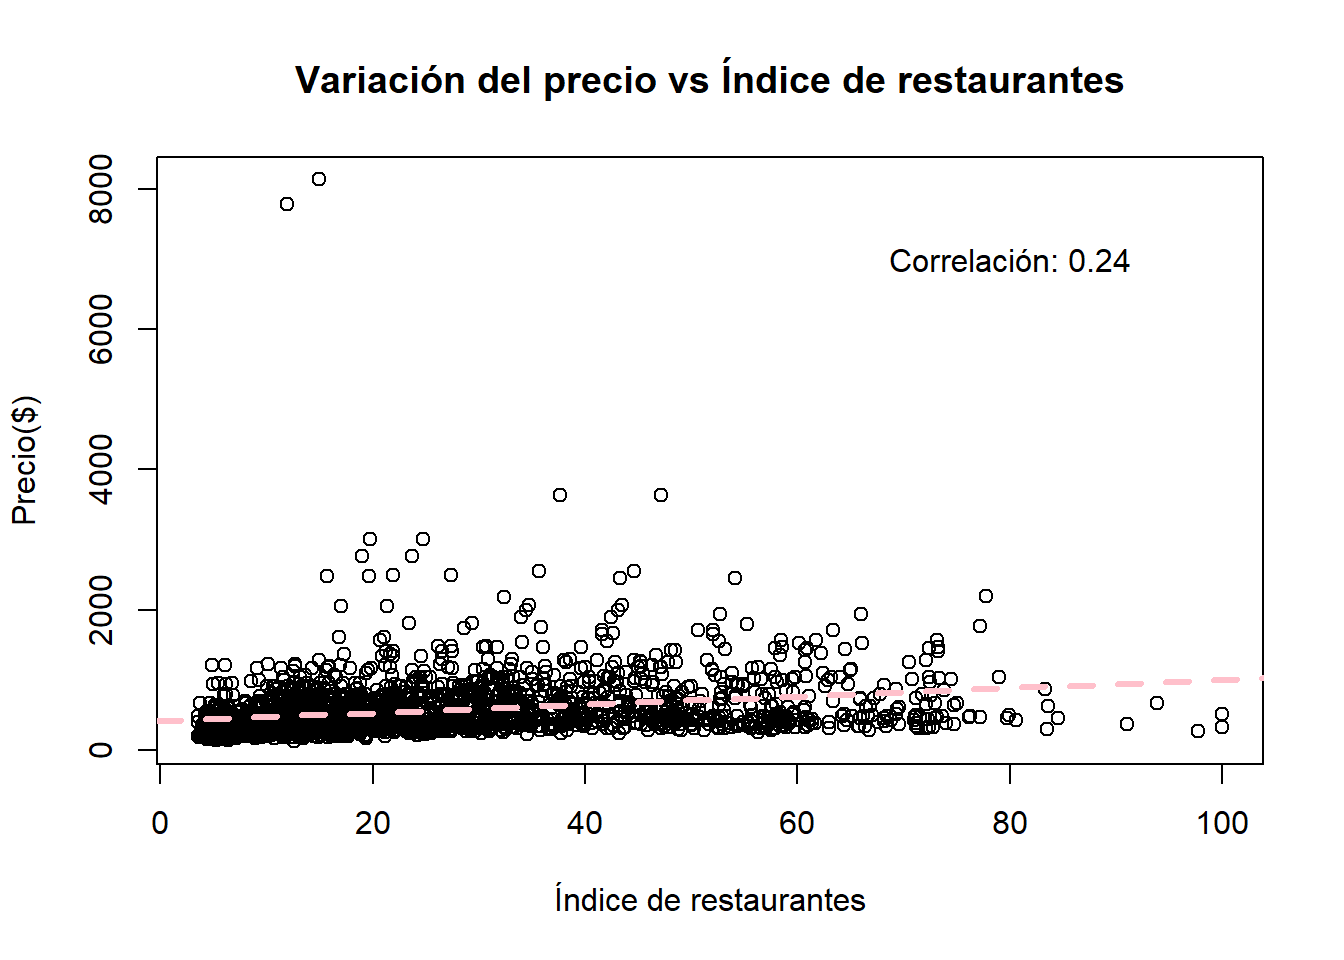 Variación del precio vs Índice de restaurantes
Correlación: 0.24
Precio($)
8000
6000
4000
2000
0
0 20 40 60 80 100
Índice de restaurantes